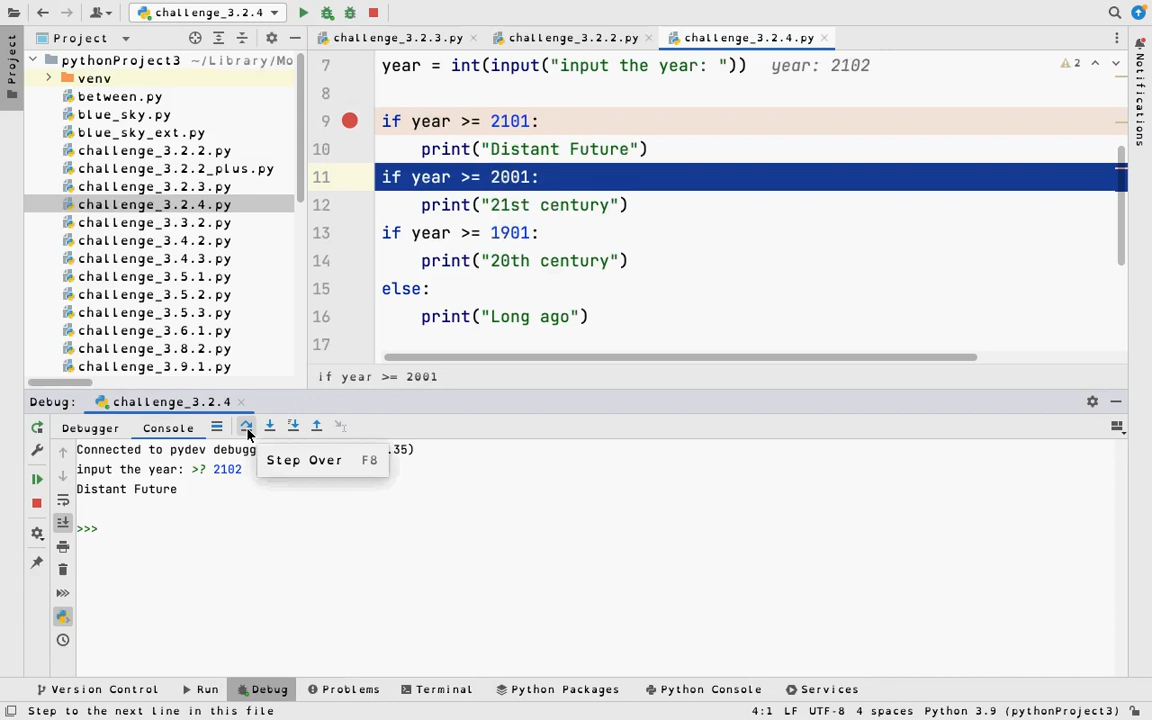 challenge_3.2.4
Project
challenge_3.2.3.py
challenge_3.2.2.py
challenge_3.2.4.py
Project
Notifications
pythonProject3 ~/Library/Mo
venv
between.py
blue_sky.py
blue_sky_ext.py
challenge_3.2.2.py
challenge_3.2.2_plus.py
challenge_3.2.3.py
challenge_3.2.4.py
challenge_3.3.2.py
challenge_3.4.2.py
challenge_3.4.3.py
challenge_3.5.1.py
challenge_3.5.2.py
challenge_3.5.3.py
challenge_3.6.1.py
challenge_3.8.2.py
challenge_3.9.1.py
7 year = int(input("input the year: ")) year: 2102
2
8
9 if year >= 2101:
10 print("Distant Future")
11 if year >= 2001:
12 print("21st century")
13 if year >= 1901:
14 print("20th century")
15 else:
16 print("Long ago")
17
if year >= 2001
Debug: challenge_3.2.4
Debugger Console
Connected to pydev debugg .35)
input the year: >? 2102
Distant Future
>>>
Step Over F8
Version Control Run Debug Problems Terminal Python Packages Python Console Services
Step to the next line in this file 4:1 LF UTF-8 4 spaces Python 3.9 (pythonProject3)